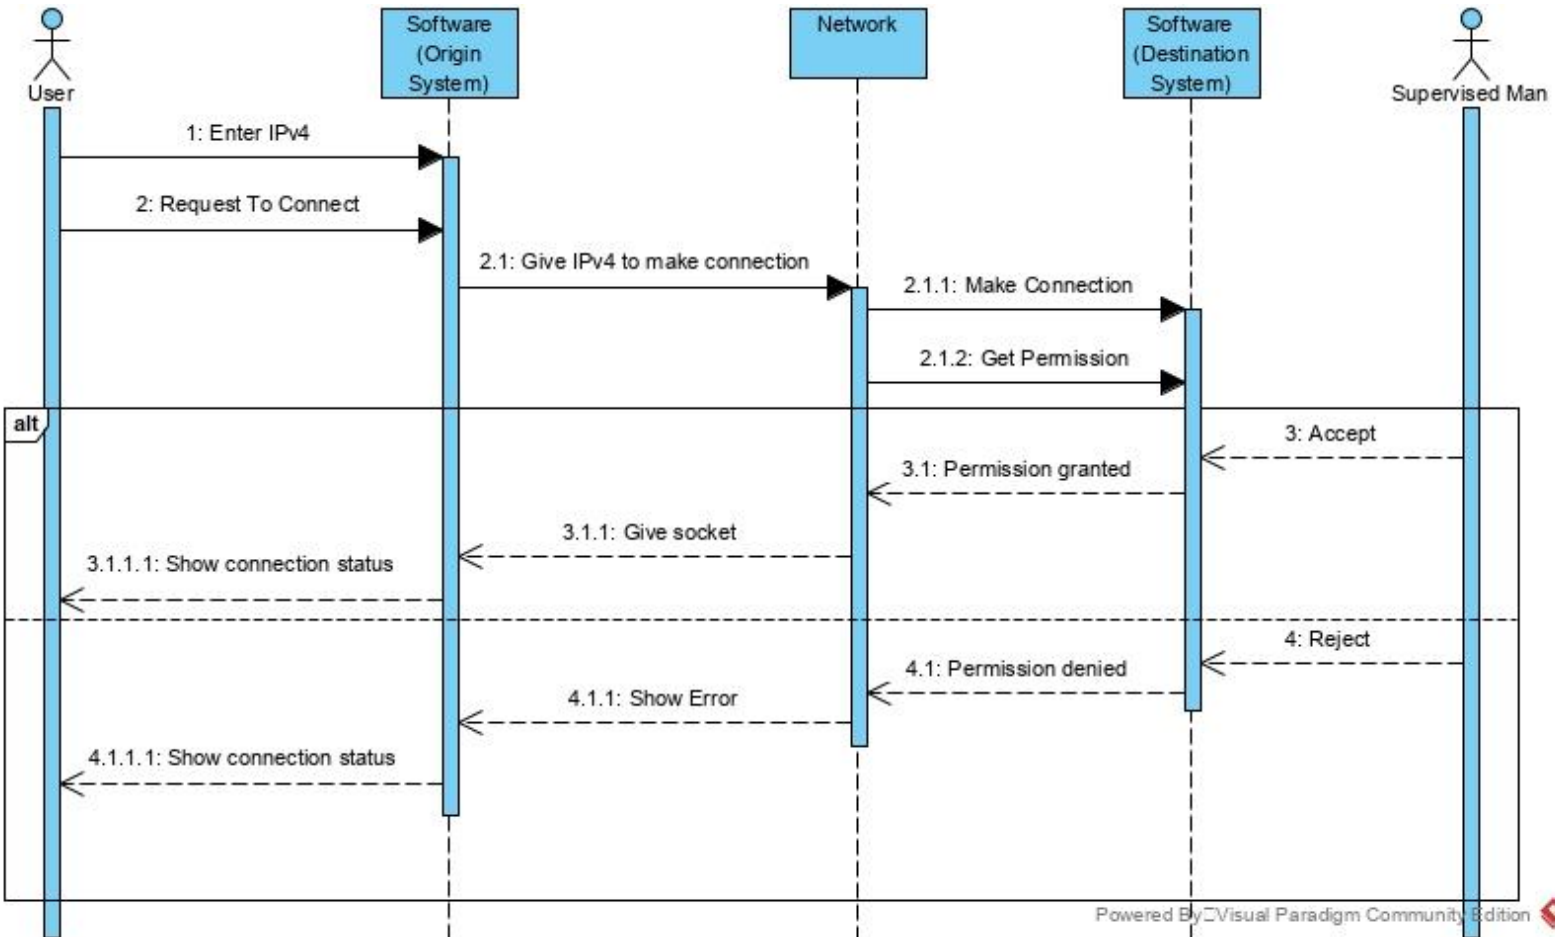 User
Software
(Origin
System)
Network
Software
(Destination
System)
Supervised Man
1: Enter IPv4
2: Request To Connect
2.1: Give IPv4 to make connection
2.1.1: Make Connection
2.1.2: Get Permission
alt
3: Accept
3.1: Permission granted
3.1.1: Give socket
3.1.1.1: Show connection status
4: Reject
4.1: Permission denied
4.1.1: Show Error
4.1.1.1: Show connection status
Powered By□Visual Paradigm Community Edition